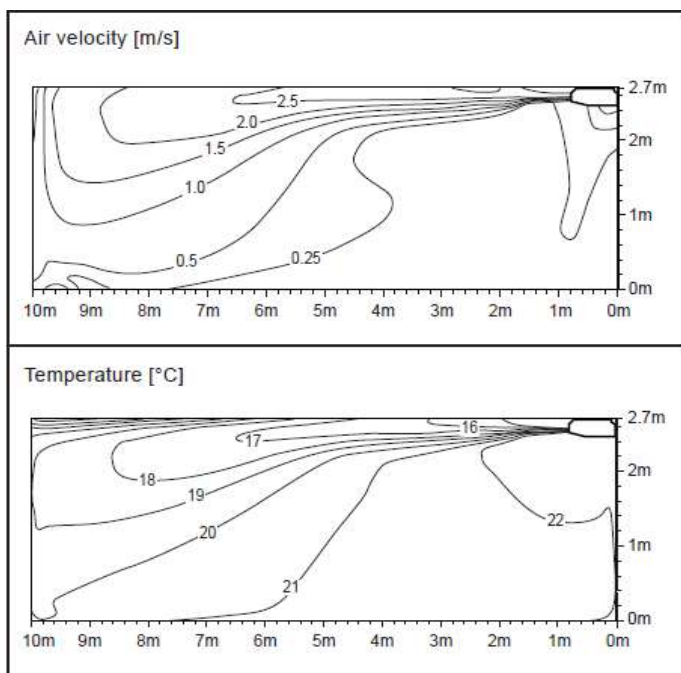 Air velocity [m/s]
2.7m
2.5
2.0
2m
1.5
1.0
1m
0.5
0.25
0m
10m 9m 8m 7m 6m 5m 4m 3m 2m 1m 0m
Temperature [°C]
2.7m
16
17
18
2m
19
22
20
1m
21
0m
10m 9m 8m 7m 6m 5m 4m 3m 2m 1m 0m